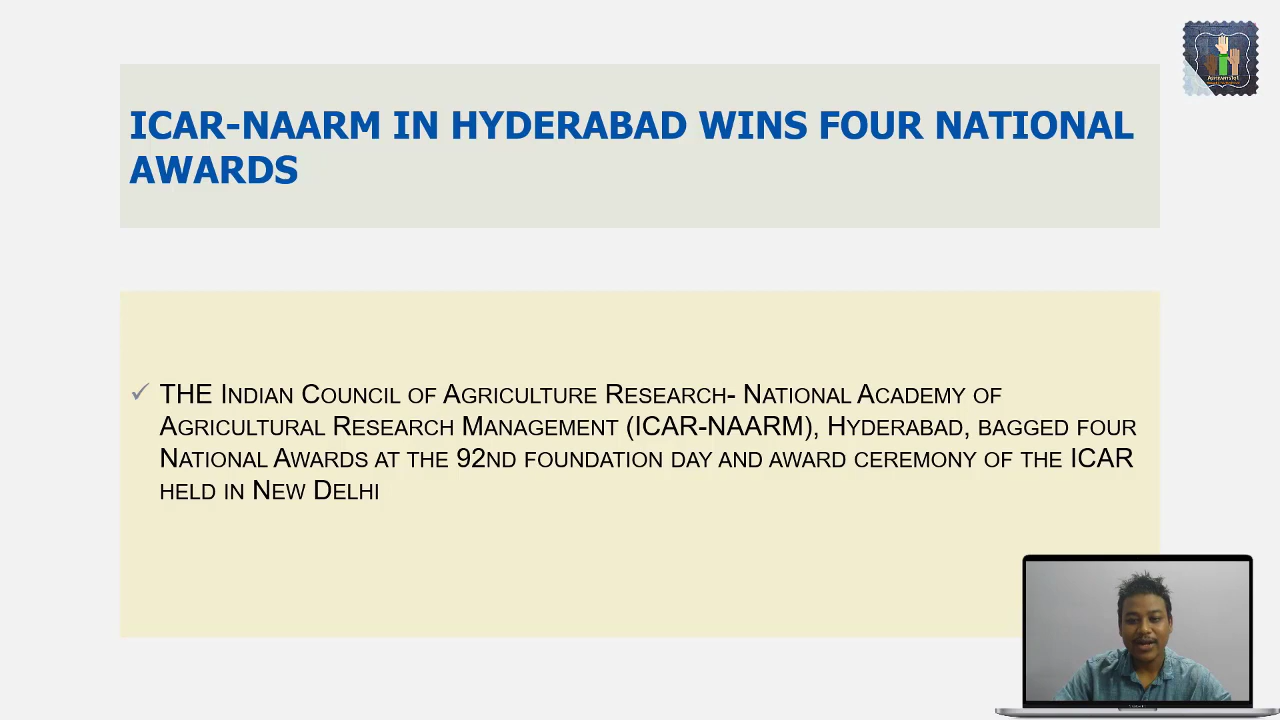 ICAR-NAARM IN HYDERABAD WINS FOUR NATIONAL
AWARDS
✓ THE INDIAN COUNCIL OF AGRICULTURE RESEARCH- NATIONAL ACADEMY OF
AGRICULTURAL RESEARCH MANAGEMENT (ICAR-NAARM), HYDERABAD, BAGGED FOUR
NATIONAL AWARDS AT THE 92ND FOUNDATION DAY AND AWARD CEREMONY OF THE ICAR
HELD IN NEW DELHI